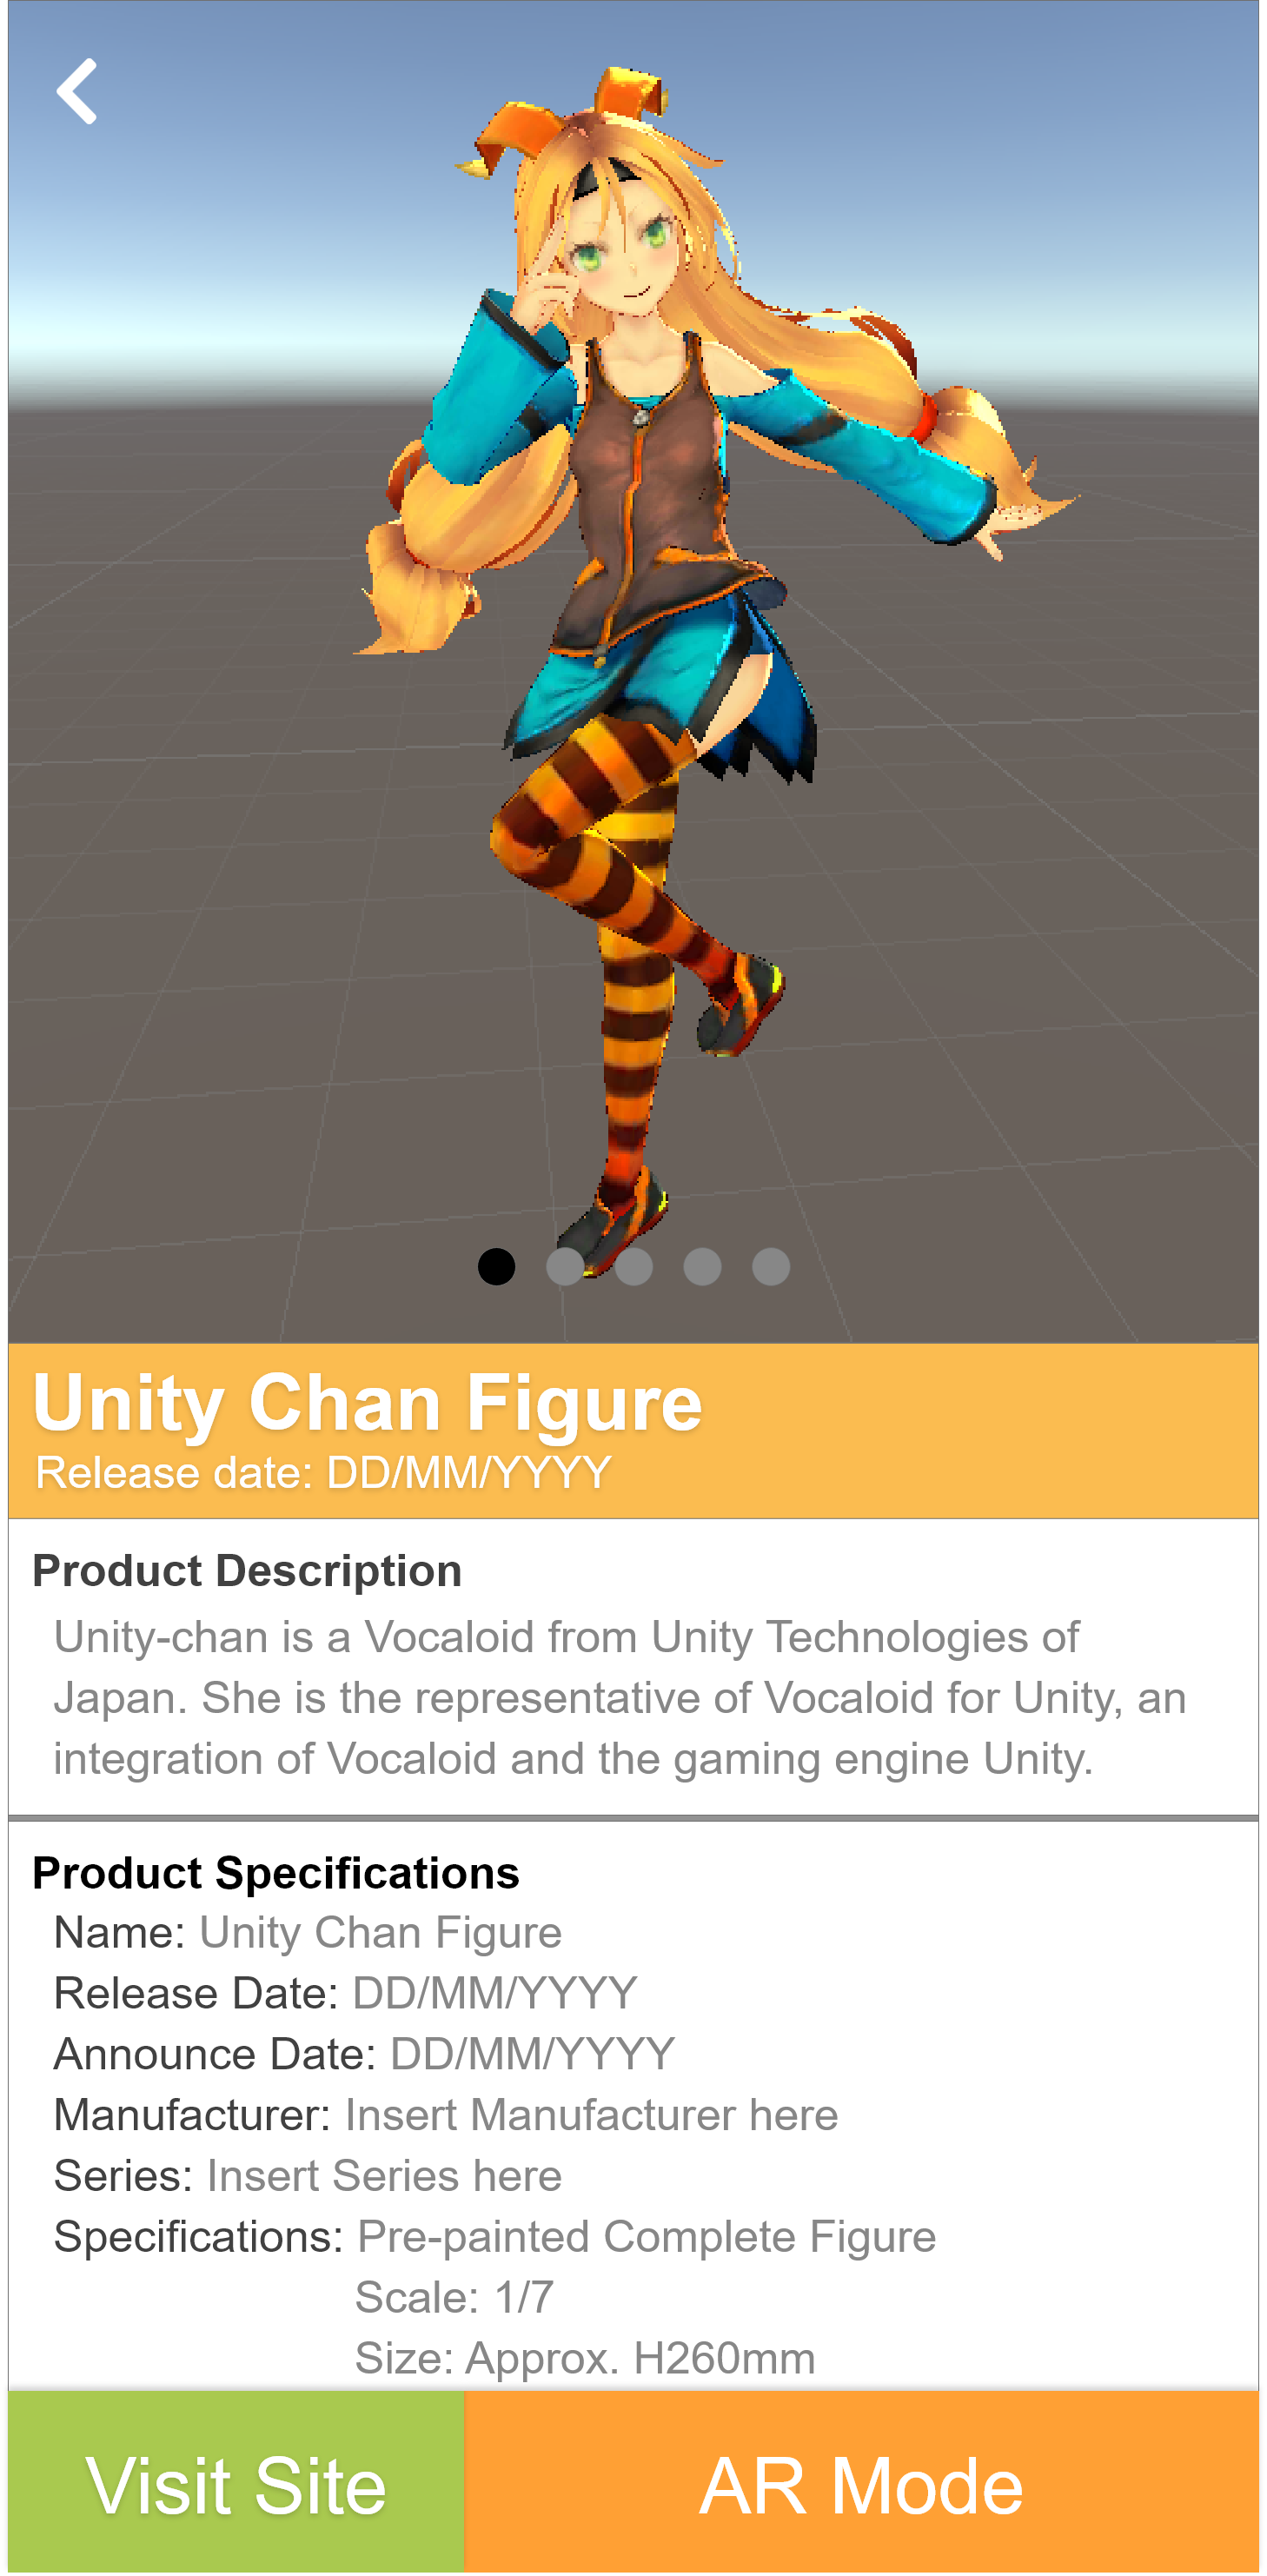 Unity Chan Figure
Release date: DD/MM/YYYY
Product Description
Unity-chan is a Vocaloid from Unity Technologies of
Japan. She is the representative of Vocaloid for Unity, an
integration of Vocaloid and the gaming engine Unity.
Product Specifications
Name: Unity Chan Figure
Release Date: DD/MM/YYYY
Announce Date: DD/MM/YYYY
Manufacturer: Insert Manufacturer here
Series: Insert Series here
Specifications: Pre-painted Complete Figure
Scale: 1/7
Size: Approx. H260mm
Visit Site
AR Mode